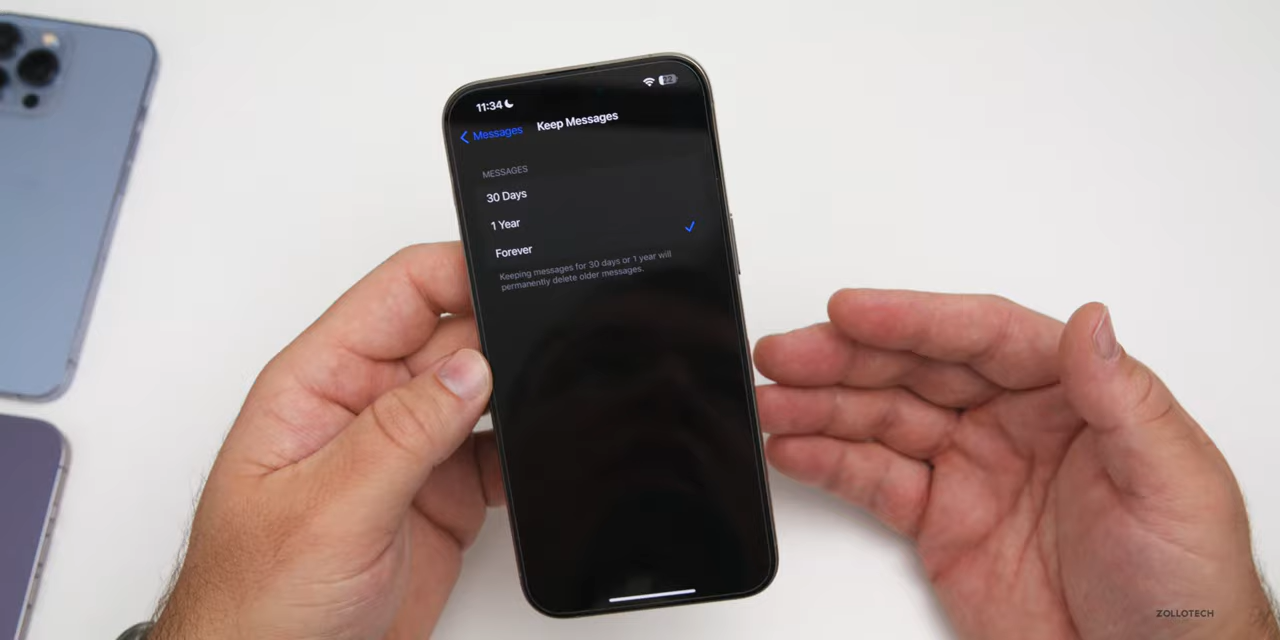 11:34
22
Messages
Keep Messages
MESSAGES
30 Days
1 Year
Forever
Keeping messages for 30 days or 1 year will
permanently delete older messages.
ZOLLOTECH